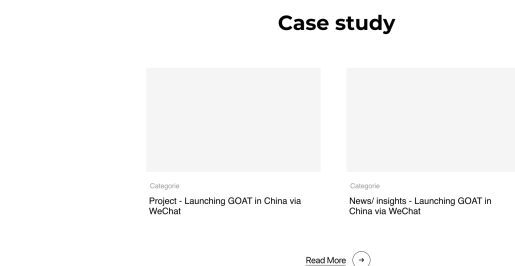 Case study
Categorie
Project - Launching GOAT in China via
WeChat
Categorie
News/ insights - Launching GOAT in
China via WeChat
Read More